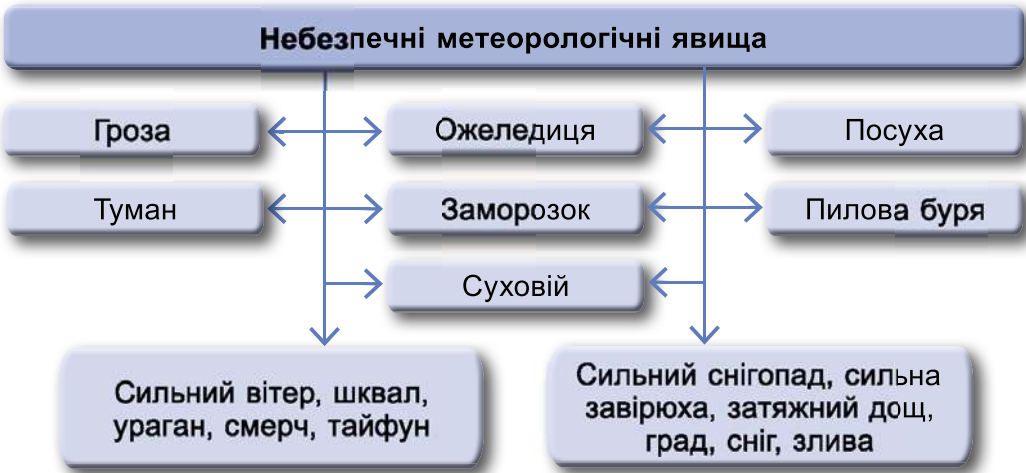 Небезпечні метеорологічні явища
Гроза
Ожеледиця
Посуха
Туман
Заморозок
Пилова буря
Суховій
Сильний вітер, шквал,
ураган, смерч, тайфун
Сильний снігопад, сильна
завірюха, затяжний дощ,
град, сніг, злива